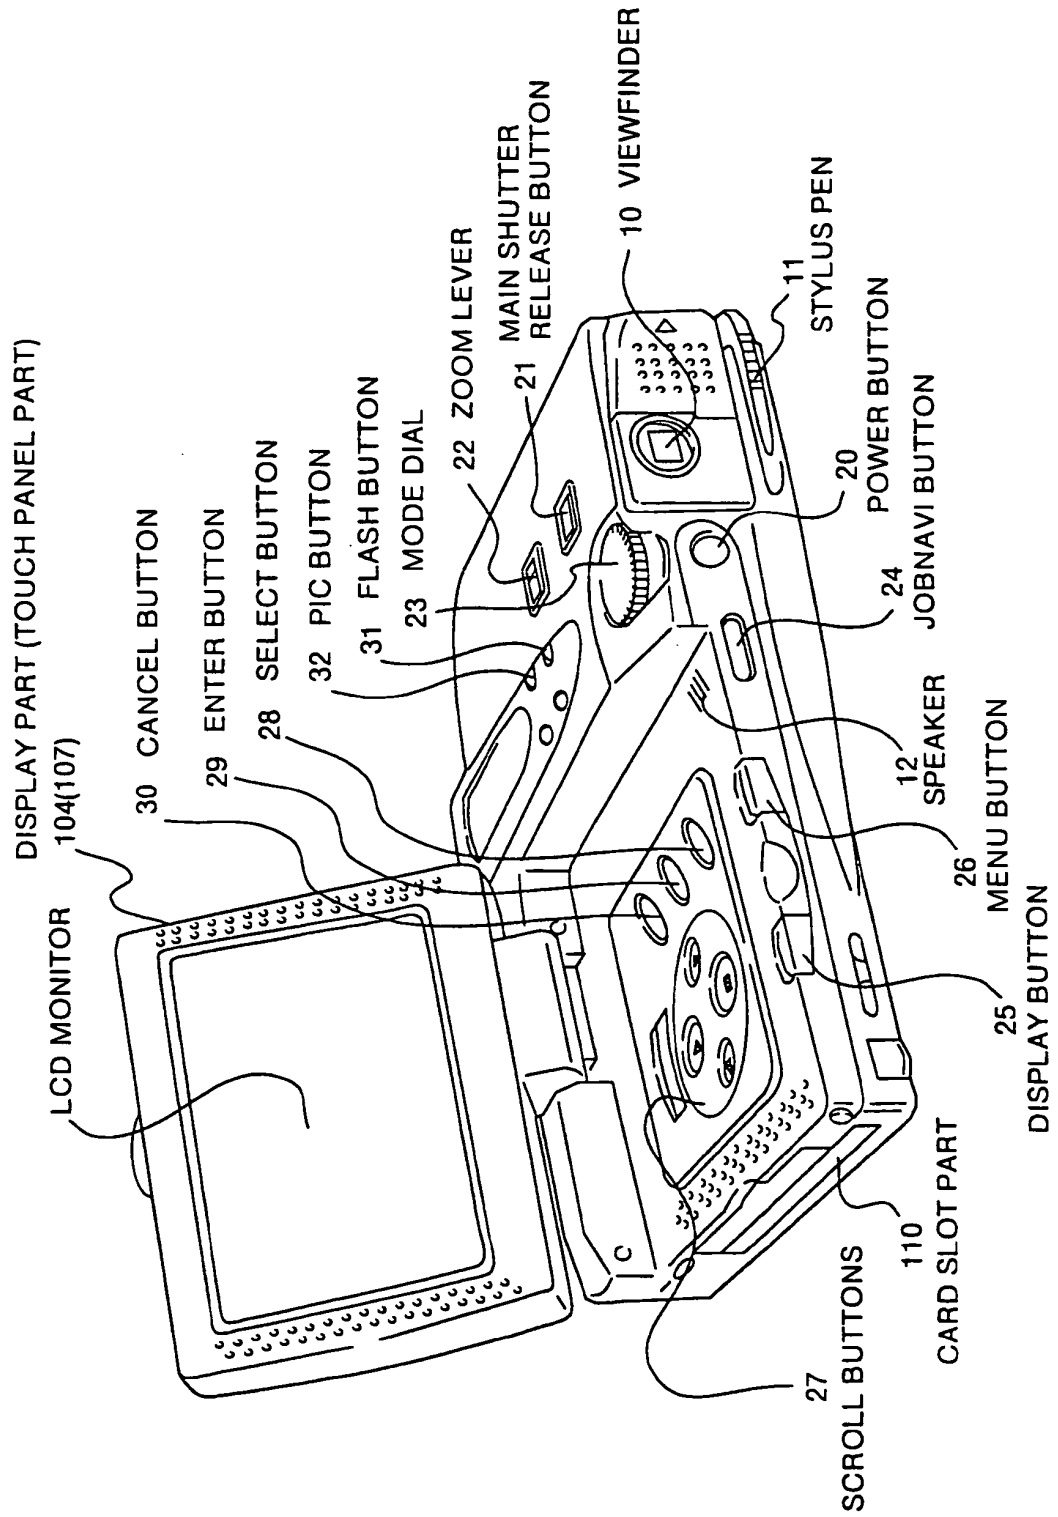 DISPLAY PART (TOUCH PANEL PART)
104(107)
LCD MONITOR
30 CANCEL BUTTON
29 ENTER BUTTON
28 SELECT BUTTON
32 PIC BUTTON
31 FLASH BUTTON
23 MODE DIAL
22 ZOOM LEVER
21 MAIN SHUTTER
RELEASE BUTTON
10 VIEWFINDER
11
STYLUS PEN
20
POWER BUTTON
24
JOBNAVI BUTTON
12
SPEAKER
26
MENU BUTTON
25
DISPLAY BUTTON
110
CARD SLOT PART
27
SCROLL BUTTONS